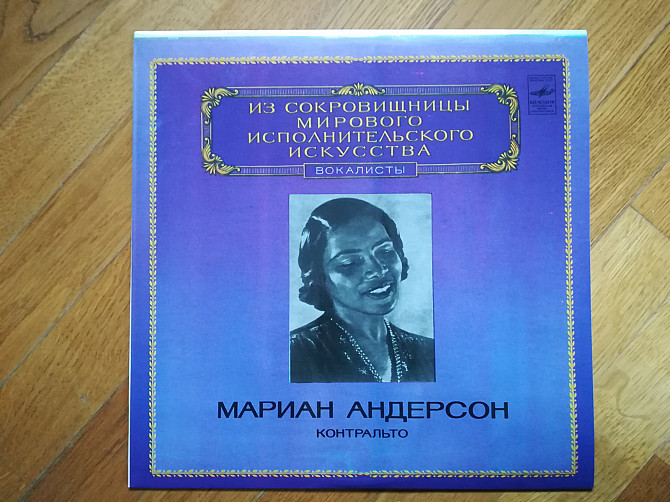 ИЗ СОКРОВИЩНИЦЫ
МИРОВОГО
ИСПОЛНИТЕЛЬСКОГО
ИСКУССТВА
ВОКАЛИСТЫ
МАРИАН АНДЕРСОН
КОНТРАЛЬТО